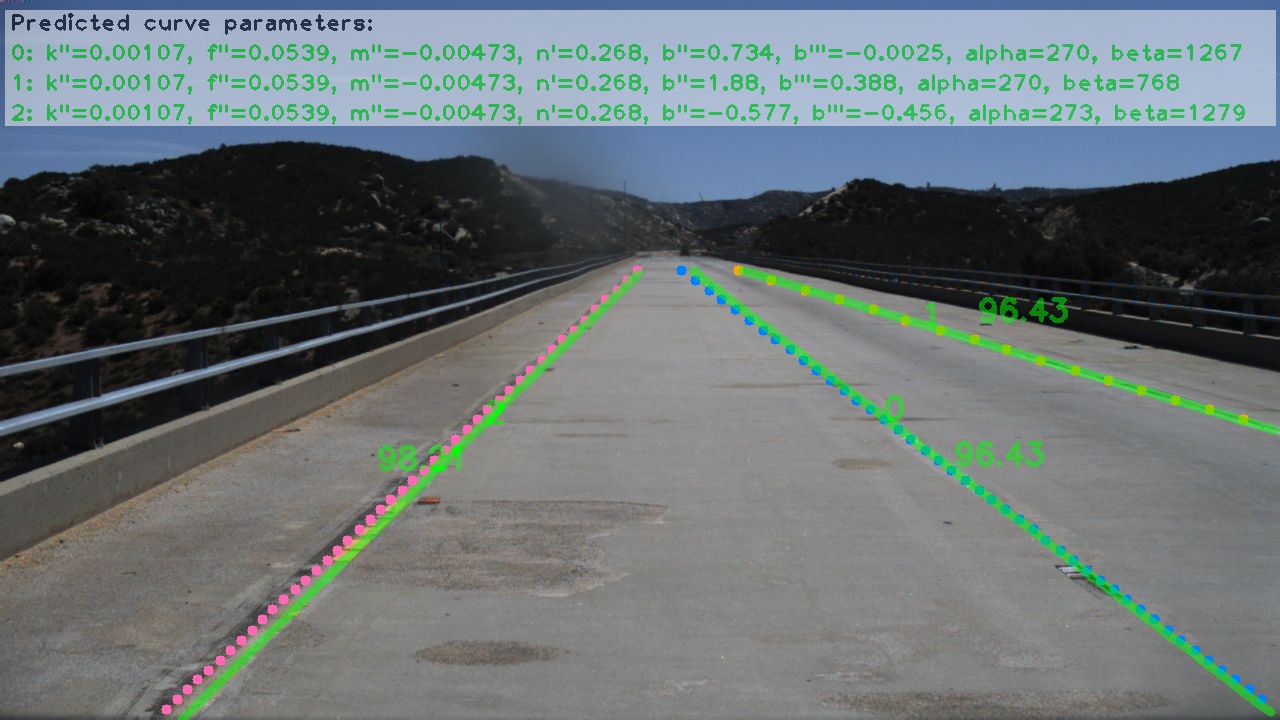 Predicted curve parameters:
0: k''=0.00107, f''=0.0539, m''=-0.00473, n'=0.268, b''=0.734, b'''=-0.0025, alpha=270, beta=1267
1: k''=0.00107, f''=0.0539, m''=-0.00473, n'=0.268, b''=1.88, b'''=0.388, alpha=270, beta=768
2: k''=0.00107, f''=0.0539, m''=-0.00473, n'=0.268, b''=-0.577, b'''=-0.456, alpha=273, beta=1279
1 96.43
0
96.43